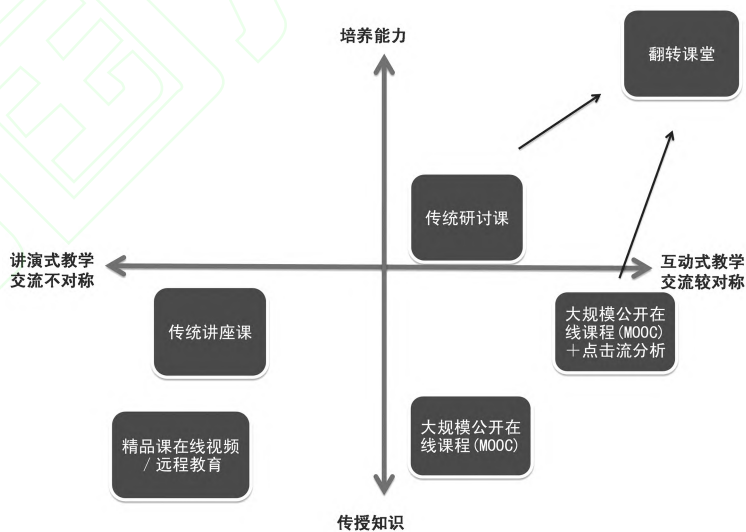 培养能力
翻转课堂
传统研讨课
讲演式教学
交流不对称
互动式教学
交流较对称
传统讲座课
大规模公开在
线课程(MOOC)
＋点击流分析
精品课在线视频
/ 远程教育
大规模公开在
线课程(MOOC)
传授知识